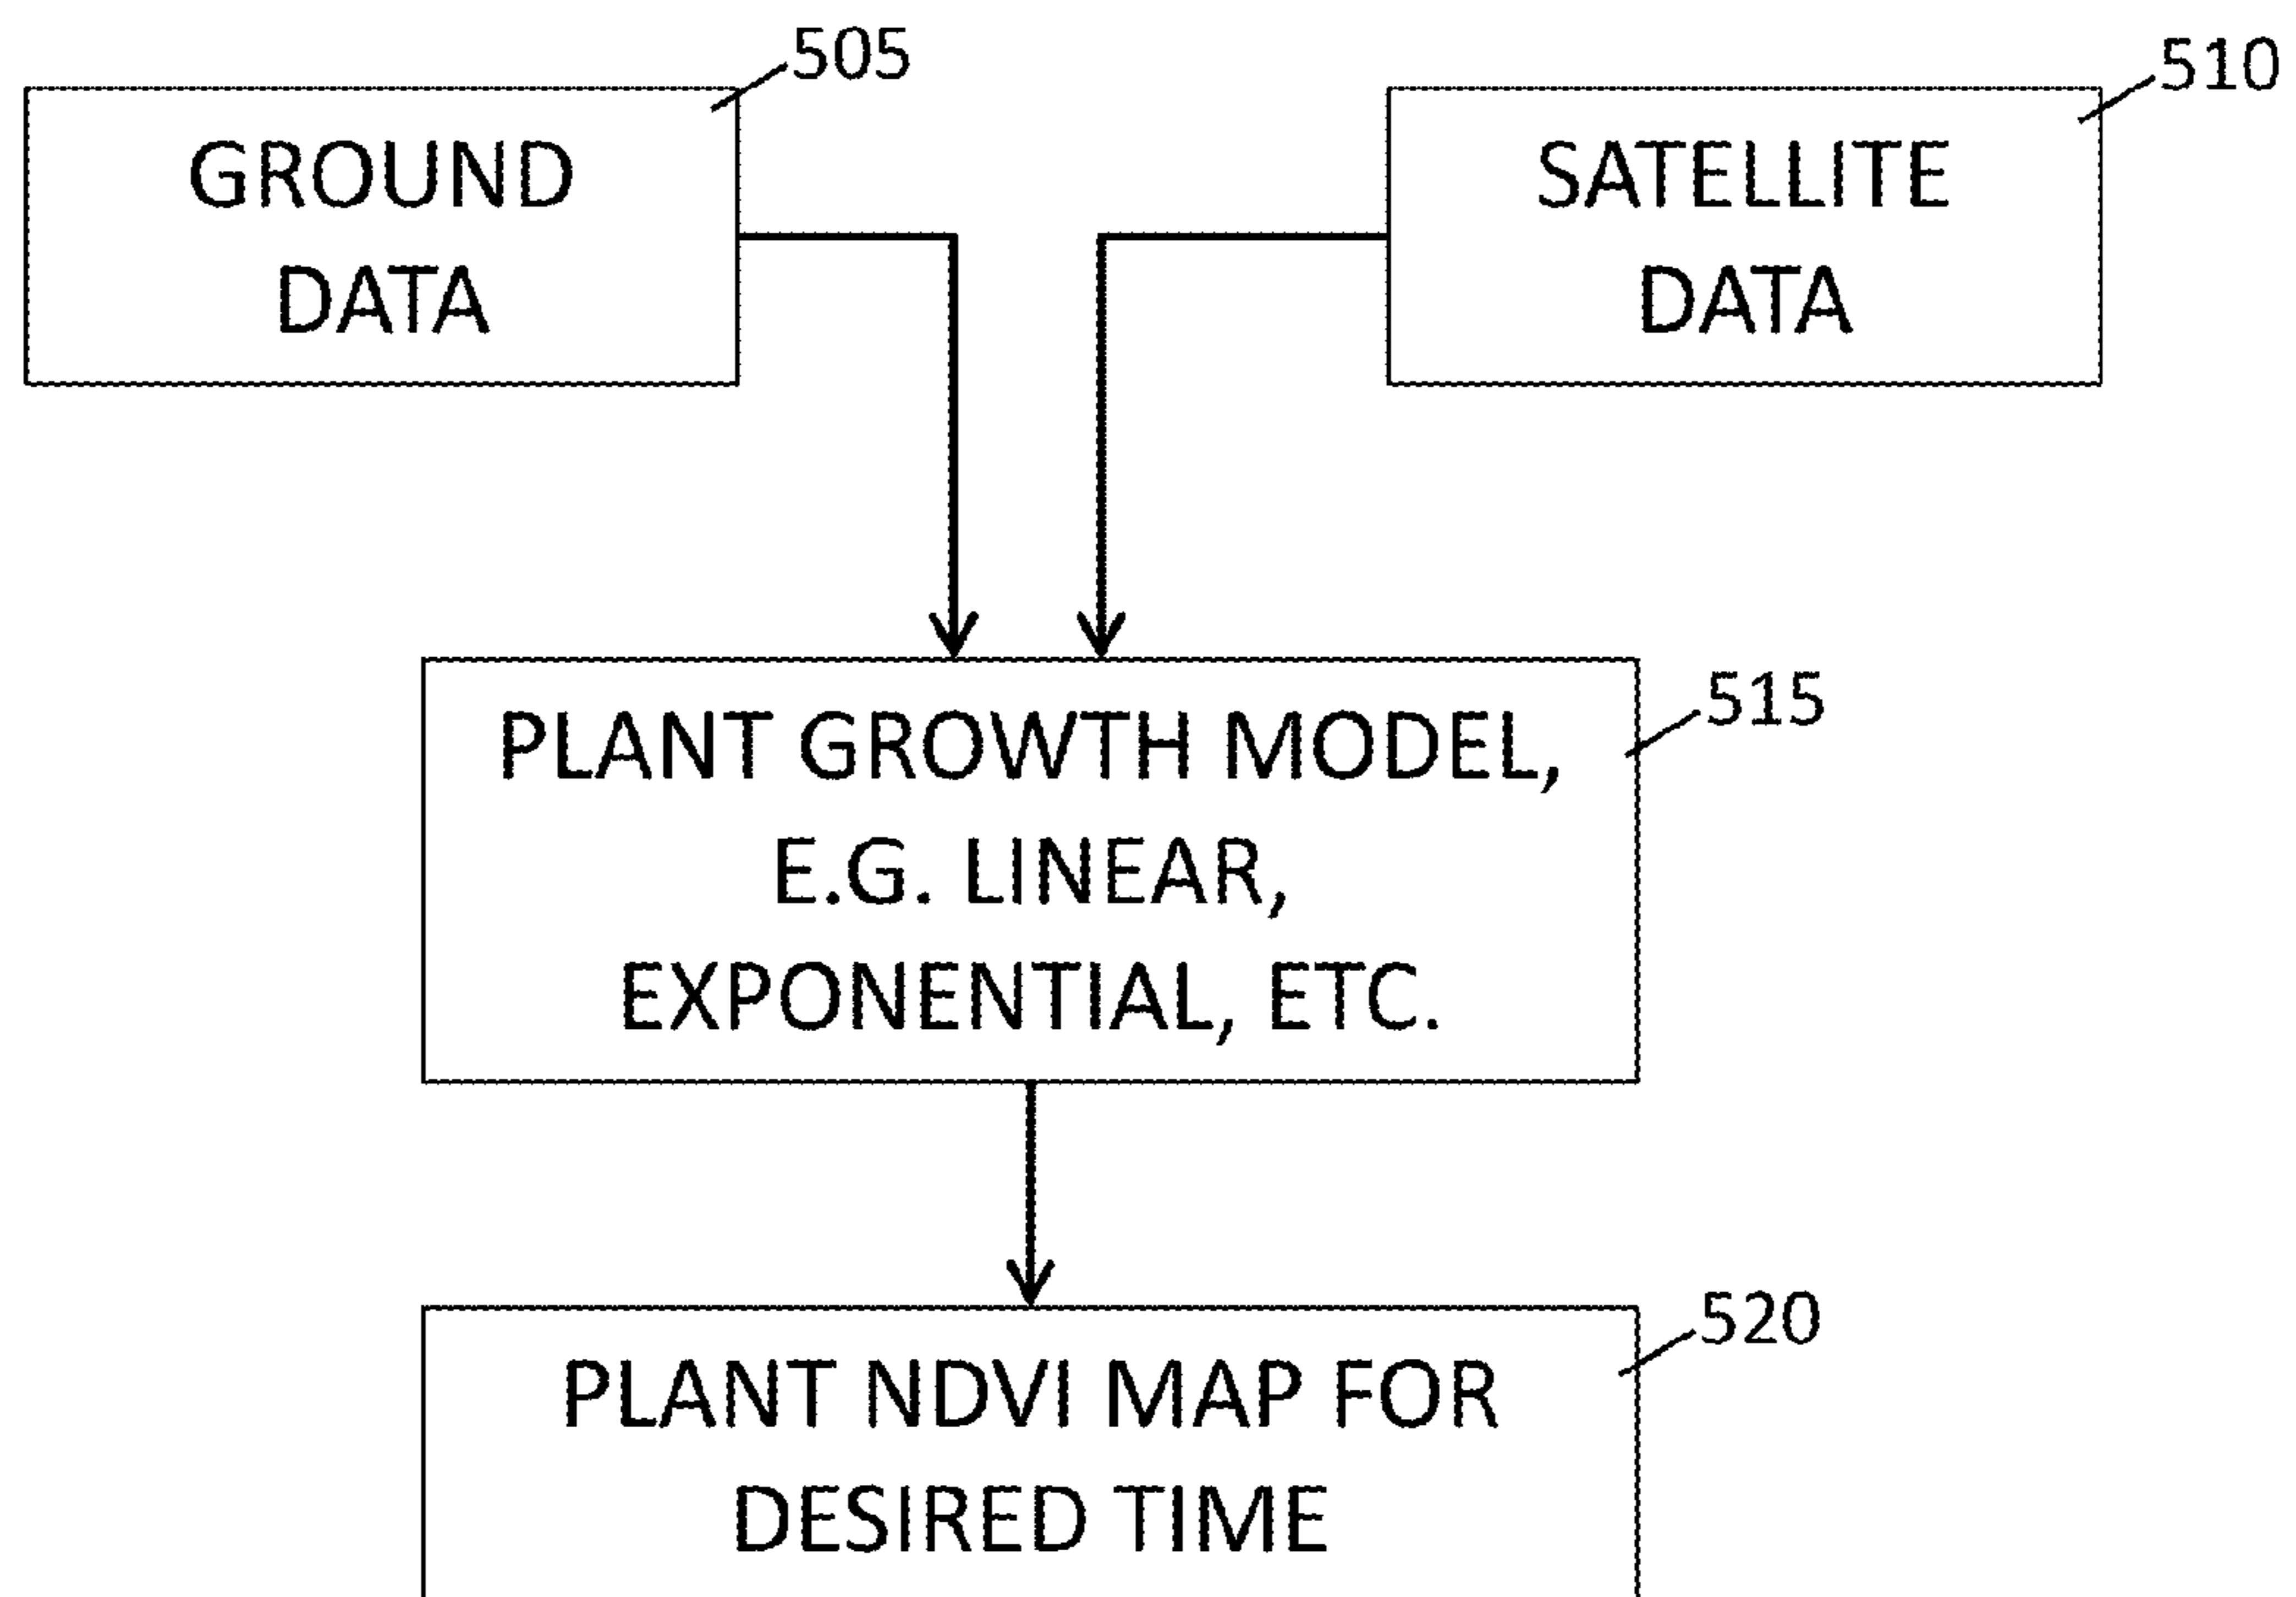 505
GROUND
DATA
510
SATELLITE
DATA
515
PLANT GROWTH MODEL,
E.G. LINEAR,
EXPONENTIAL, ETC.
520
PLANT NDVI MAP FOR
DESIRED TIME